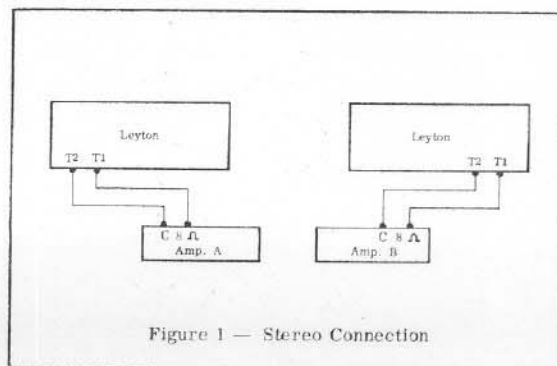 Leyton
T2 T1
C 8 Ω
Amp. A
Leyton
T2 T1
C 8 Ω
Amp. B
Figure 1 — Stereo Connection